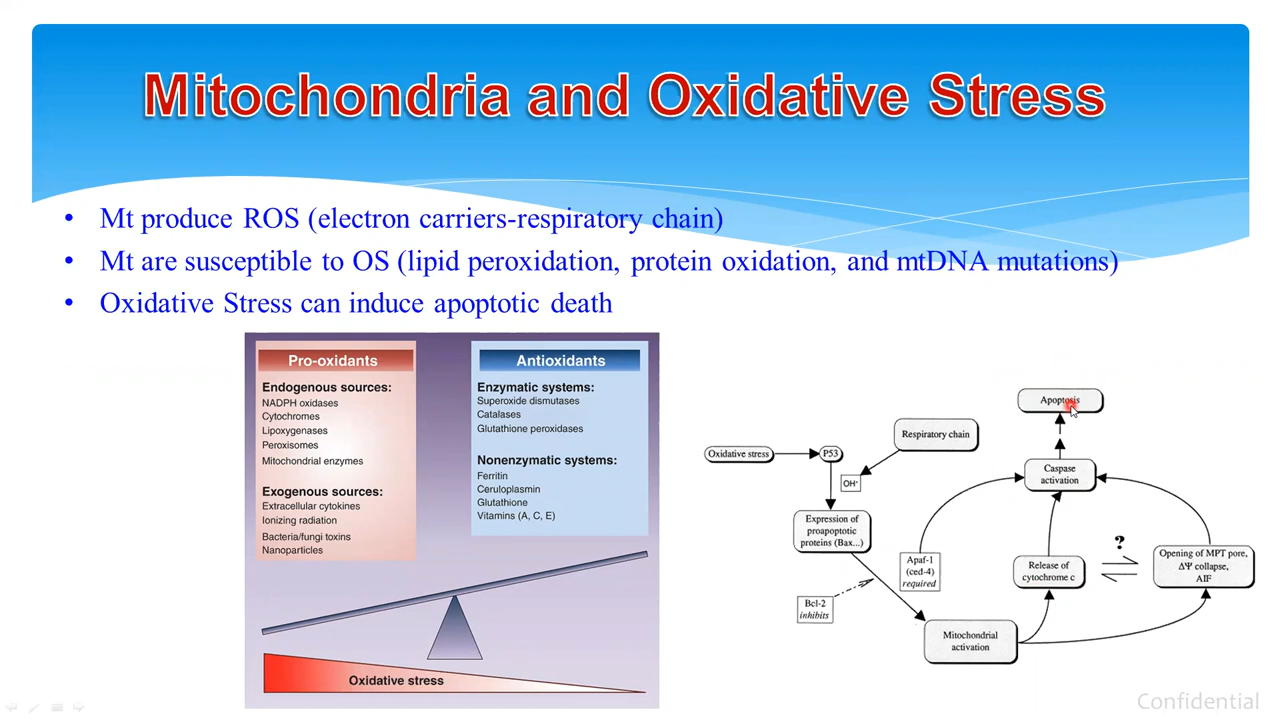 Mitochondria and Oxidative Stress
• Mt produce ROS (electron carriers-respiratory chain)
• Mt are susceptible to OS (lipid peroxidation, protein oxidation, and mtDNA mutations)
• Oxidative Stress can induce apoptotic death
Pro-oxidants
Endogenous sources:
NADPH oxidases
Cytochromes
Lipoxygenases
Peroxisomes
Mitochondrial enzymes
Exogenous sources:
Extracellular cytokines
Ionizing radiation
Bacteria/fungi toxins
Nanoparticles
Antioxidants
Enzymatic systems:
Superoxide dismutases
Catalases
Glutathione peroxidases
Nonenzymatic systems:
Ferritin
Ceruloplasmin
Glutathione
Vitamins (A, C, E)
Oxidative stress
Oxidative stress
P53
Respiratory chain
OH•
Expression of
proapoptotic
proteins (Bax...)
Bcl-2
inhibits
Apaf-1
(ced-4)
required
Mitochondrial
activation
Release of
cytochrome c
?
Opening of MPT pore,
ΔΨ collapse,
AIF
Caspase
activation
Apoptosis
Confidential